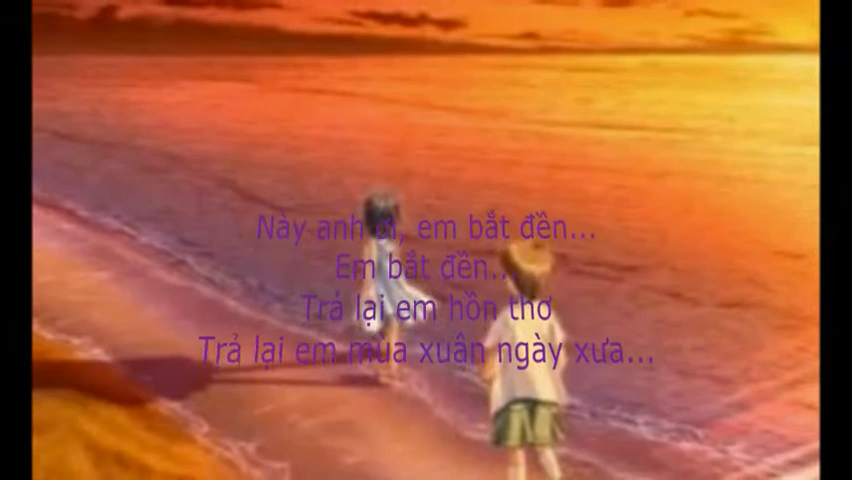 Này anh ơi, em bắt đền...
Em bắt đền...
Trả lại em hồn thơ
Trả lại em mùa xuân ngày xưa...